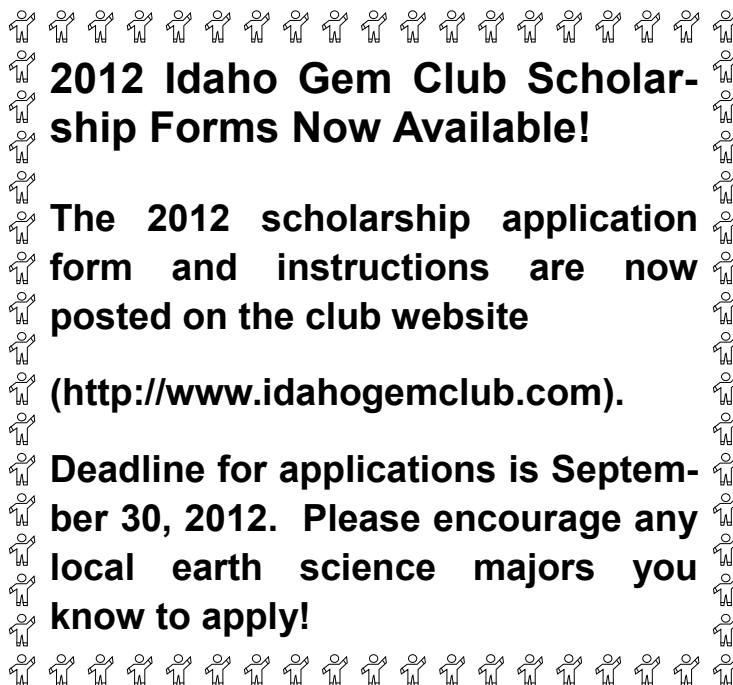 2012 Idaho Gem Club Scholar-
ship Forms Now Available!
The 2012 scholarship application
form and instructions are now
posted on the club website
(http://www.idahogemclub.com).
Deadline for applications is Septem-
ber 30, 2012. Please encourage any
local earth science majors you
know to apply!